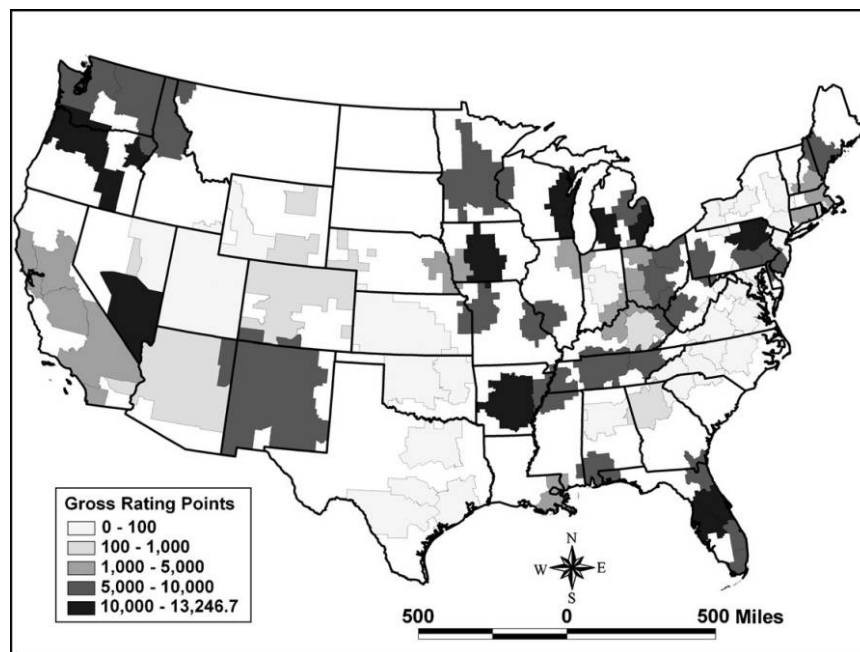 Gross Rating Points
0 - 100
100 - 1,000
1,000 - 5,000
5,000 - 10,000
10,000 - 13,246.7
N
W E
S
500 0 500 Miles